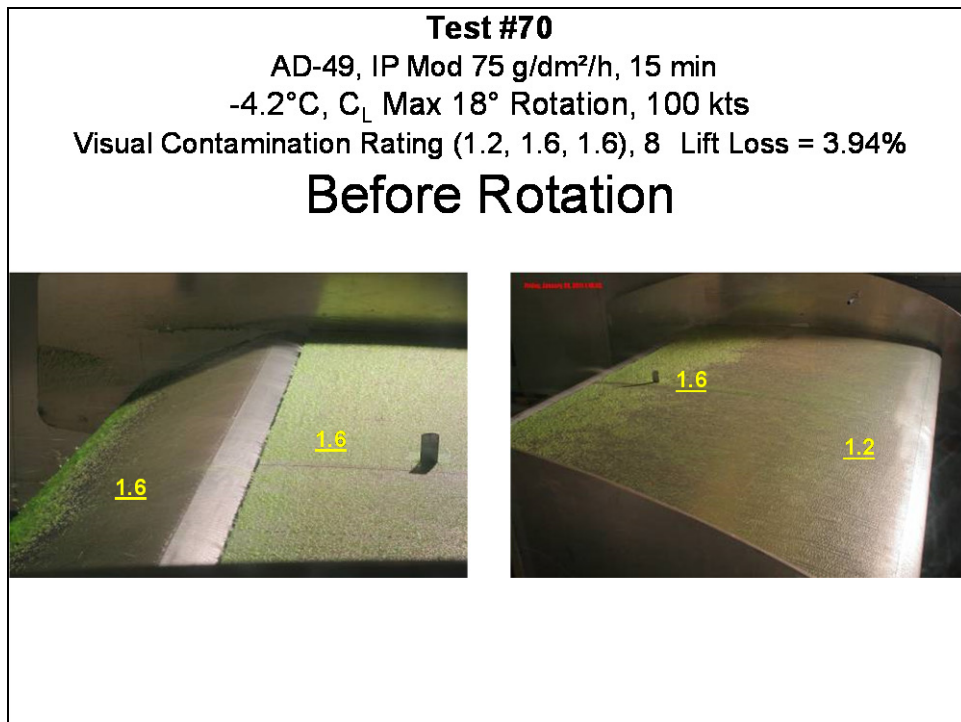 Test #70
AD-49, IP Mod 75 g/dm²/h, 15 min
-4.2°C, CL Max 18° Rotation, 100 kts
Visual Contamination Rating (1.2, 1.6, 1.6), 8 Lift Loss = 3.94%
Before Rotation
1.6
1.6
1.6
1.2